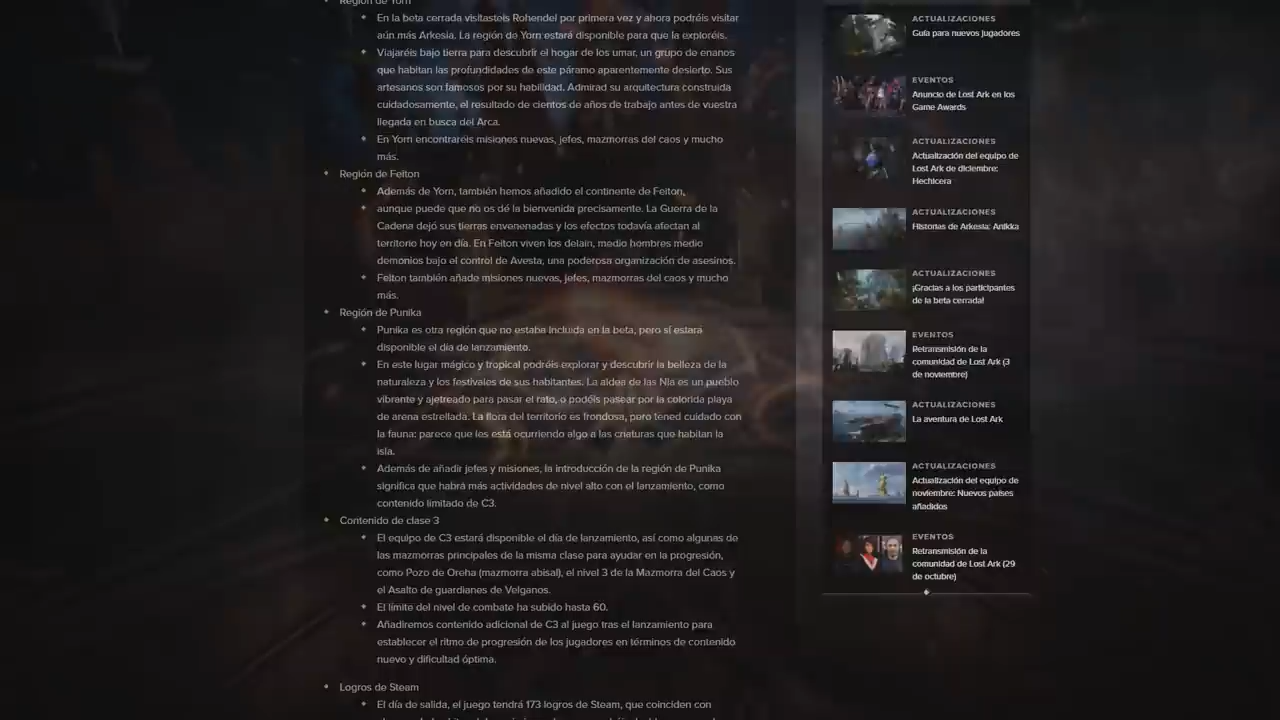 Región de Yorn
En la beta cerrada visitasteis Rohendel por primera vez y ahora podréis visitar
aún más Arkesia. La región de Yorn estará disponible para que la exploréis.
Viajaréis bajo tierra para descubrir el hogar de los umar, un grupo de enanos
que habitan las profundidades de este páramo aparentemente desierto. Sus
artesanos son famosos por su habilidad. Admirad su arquitectura construida
cuidadosamente, el resultado de cientos de años de trabajo antes de vuestra
llegada en busca del Arca.
En Yorn encontraréis misiones nuevas, jefes, mazmorras del caos y mucho
más.
Región de Feiton
Además de Yorn, también hemos añadido el continente de Feiton,
aunque puede que no os dé la bienvenida precisamente. La Guerra de la
Cadena dejó sus tierras envenenadas y los efectos todavía afectan al
territorio hoy en día. En Feiton viven los delain, medio hombres medio
demonios bajo el control de Avesta, una poderosa organización de asesinos.
Feiton también añade misiones nuevas, jefes, mazmorras del caos y mucho
más.
Región de Punika
Punika es otra región que no estaba incluida en la beta, pero sí estará
disponible el día de lanzamiento.
En este lugar mágico y tropical podréis explorar y descubrir la belleza de la
naturaleza y los festivales de sus habitantes. La aldea de las Nia es un pueblo
vibrante y ajetreado para pasar el rato, o podéis pasear por la colorida playa
de arena estrellada. La flora del territorio es frondosa, pero tened cuidado con
la fauna: parece que les está ocurriendo algo a las criaturas que habitan la
isla.
Además de añadir jefes y misiones, la introducción de la región de Punika
significa que habrá más actividades de nivel alto con el lanzamiento, como
contenido limitado de C3.
Contenido de clase 3
El equipo de C3 estará disponible el día de lanzamiento, así como algunas de
las mazmorras principales de la misma clase para ayudar en la progresión,
como Pozo de Oreha (mazmorra abisal), el nivel 3 de la Mazmorra del Caos y
el Asalto de guardianes de Velganos.
El límite del nivel de combate ha subido hasta 60.
Añadiremos contenido adicional de C3 al juego tras el lanzamiento para
establecer el ritmo de progresión de los jugadores en términos de contenido
nuevo y dificultad óptima.
Logros de Steam
El día de salida, el juego tendrá 173 logros de Steam, que coinciden con
ACTUALIZACIONES
Guía para nuevos jugadores
EVENTOS
Anuncio de Lost Ark en los
Game Awards
ACTUALIZACIONES
Actualización del equipo de
Lost Ark de diciembre:
Hechicera
ACTUALIZACIONES
Historias de Arkesia: Anikka
ACTUALIZACIONES
¡Gracias a los participantes
de la beta cerrada!
EVENTOS
Retransmisión de la
comunidad de Lost Ark (3
de noviembre)
ACTUALIZACIONES
La aventura de Lost Ark
ACTUALIZACIONES
Actualización del equipo de
noviembre: Nuevos países
añadidos
EVENTOS
Retransmisión de la
comunidad de Lost Ark (29
de octubre)